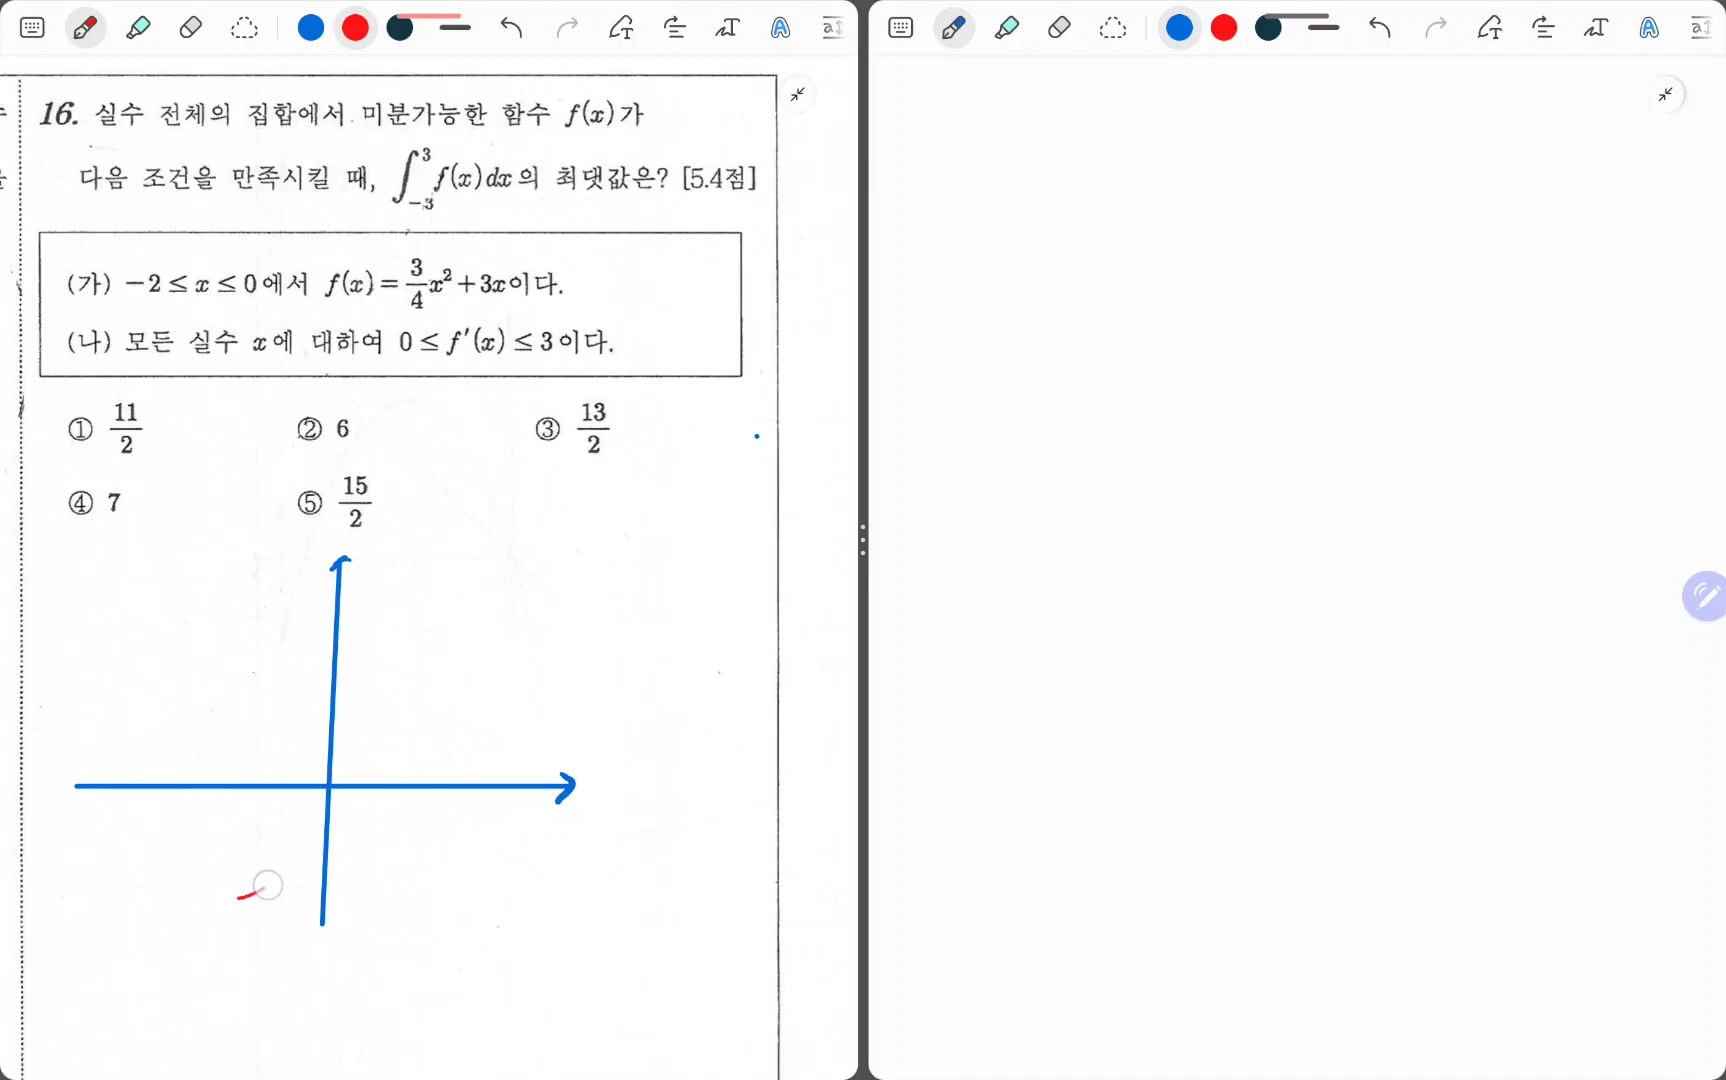 16. 실수 전체의 집합에서 미분가능한 함수 f(x)가
다음 조건을 만족시킬 때, ∫_{-3}^{3} f(x)dx의 최댓값은? [5.4점]
(가) −2 ≤ x ≤ 0에서 f(x) = 3/4 x² + 3x이다.
(나) 모든 실수 x에 대하여 0 ≤ f′(x) ≤ 3이다.
① 11/2 ② 6 ③ 13/2
④ 7 ⑤ 15/2